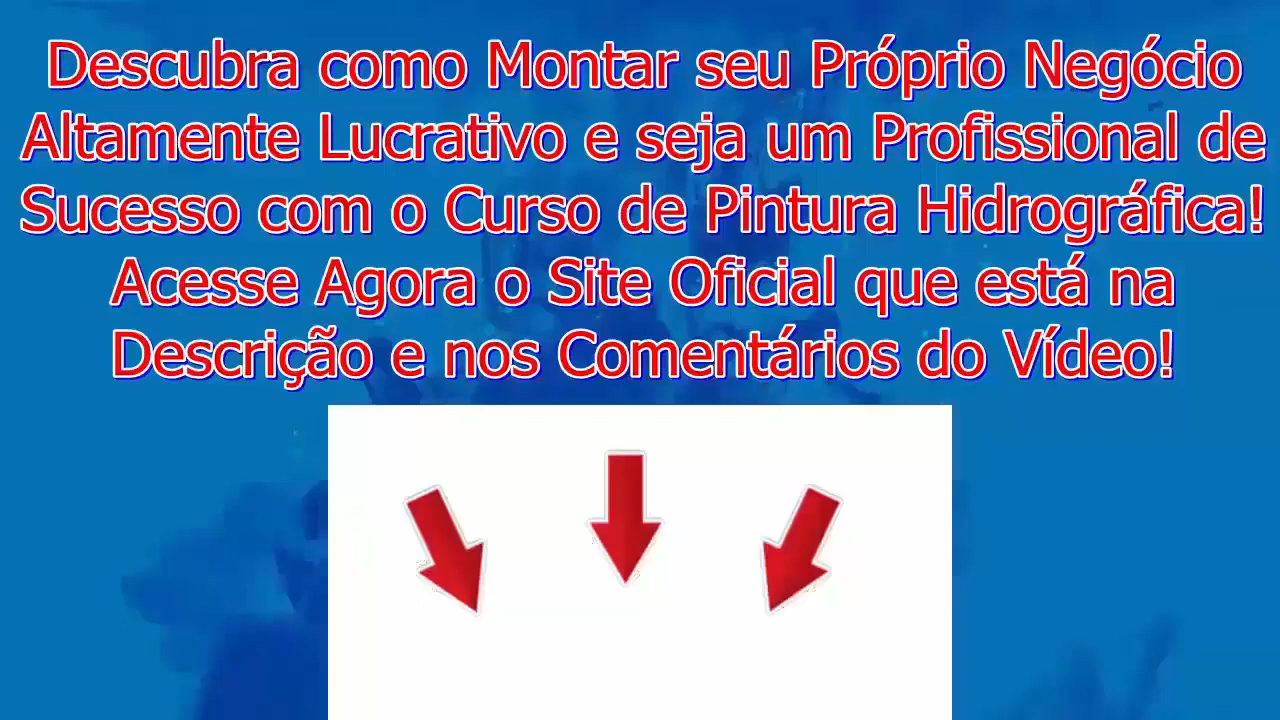 Descubra como Montar seu Próprio Negócio
Altamente Lucrativo e seja um Profissional de
Sucesso com o Curso de Pintura Hidrográfica!
Acesse Agora o Site Oficial que está na
Descrição e nos Comentários do Vídeo!